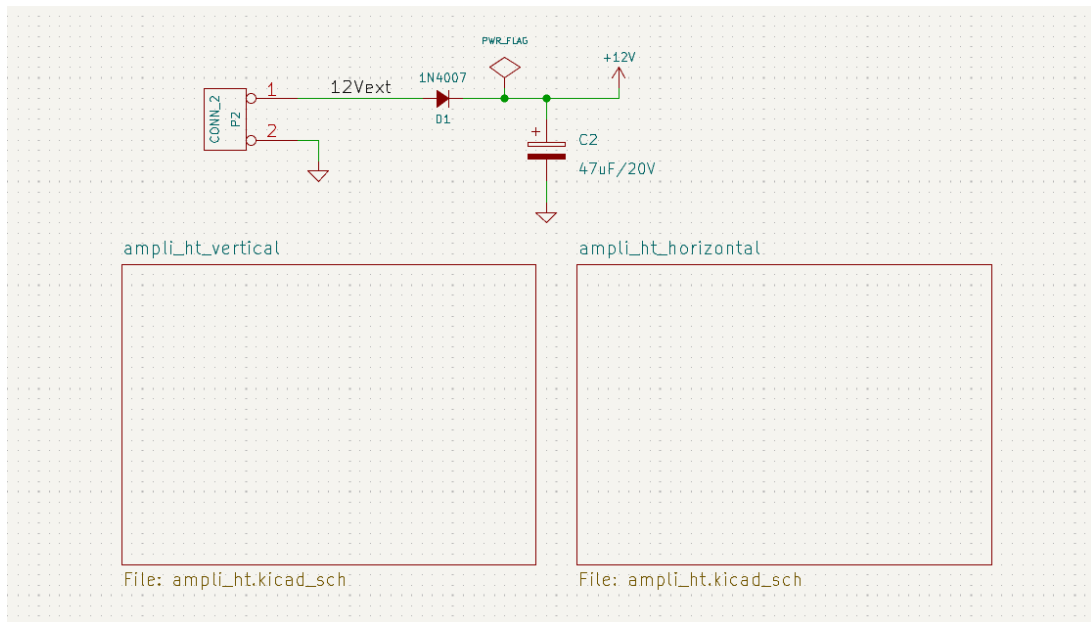 PWR_FLAG
+12V
1N4007
12Vext
1
CONN_2
P2
D1
2
+
C2
47uF/20V
ampli_ht_vertical
ampli_ht_horizontal
File: ampli_ht.kicad_sch
File: ampli_ht.kicad_sch